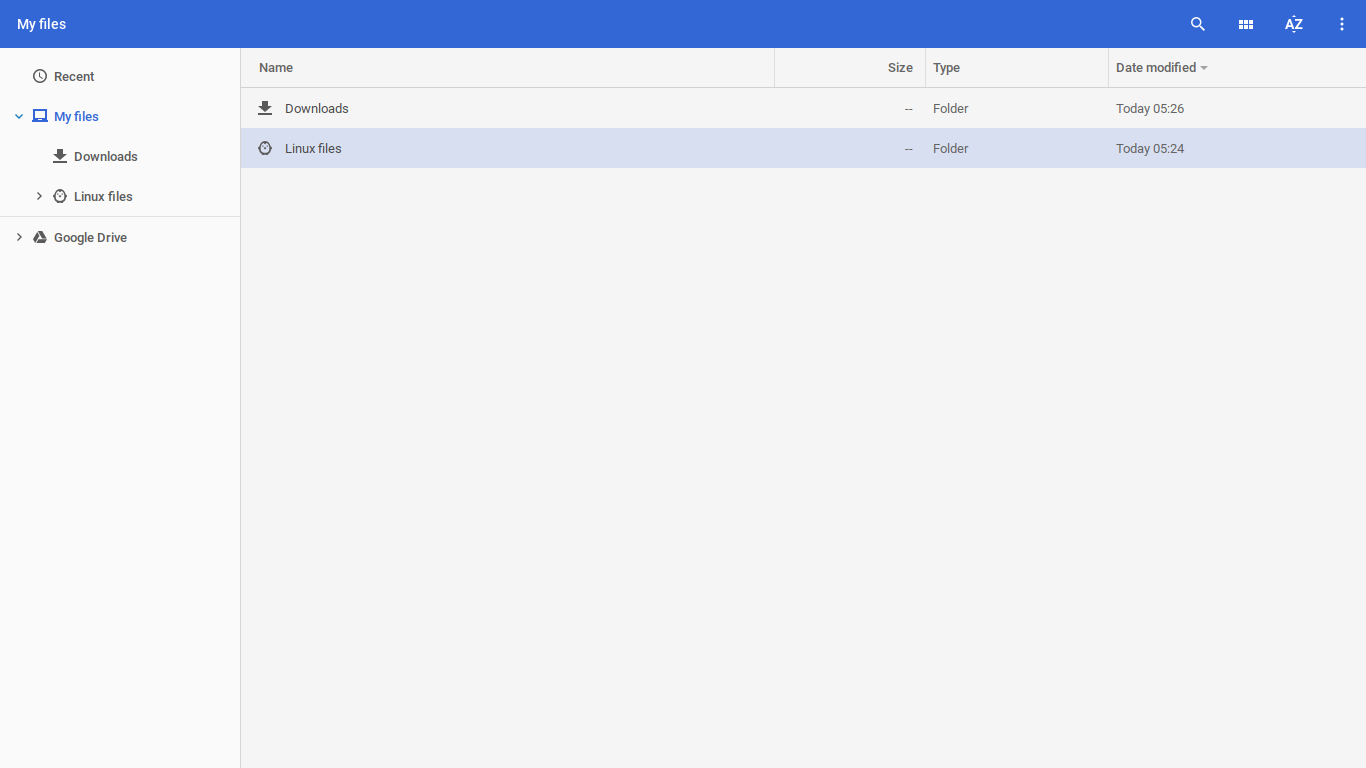 My files
AZ
Recent
My files
Downloads
Linux files
Google Drive
Name Size Type Date modified
Downloads -- Folder Today 05:26
Linux files -- Folder Today 05:24